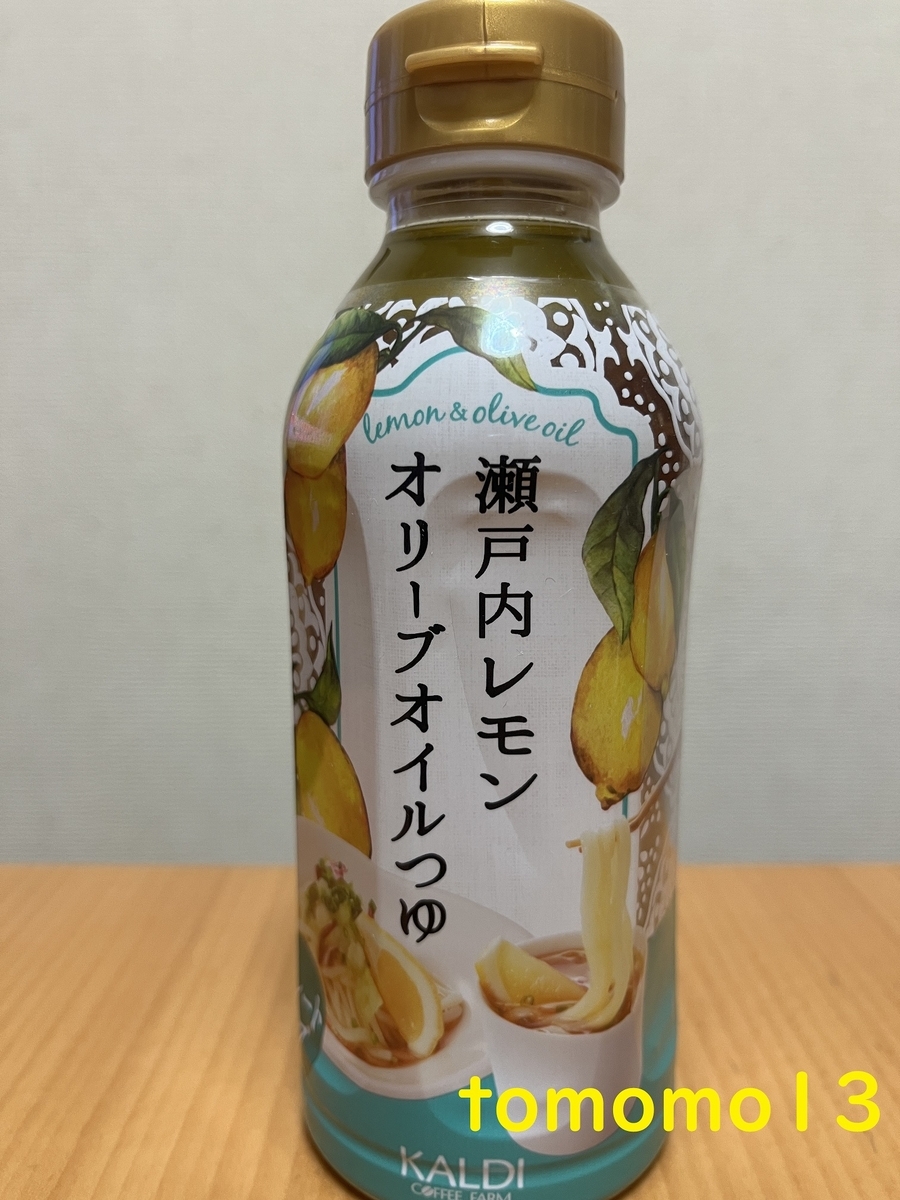 lemon & olive oil
瀬戸内レモン
オリーブオイルつゆ
KALDI
COFFEE FARM
tomomo13